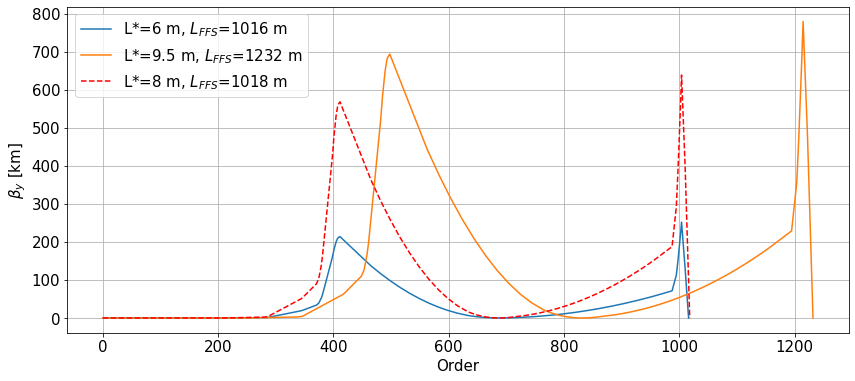 800
700
600
500
400
300
200
100
0
β_y [km]
L*=6 m, L_FFS=1016 m
L*=9.5 m, L_FFS=1232 m
L*=8 m, L_FFS=1018 m
0 200 400 600 800 1000 1200
Order